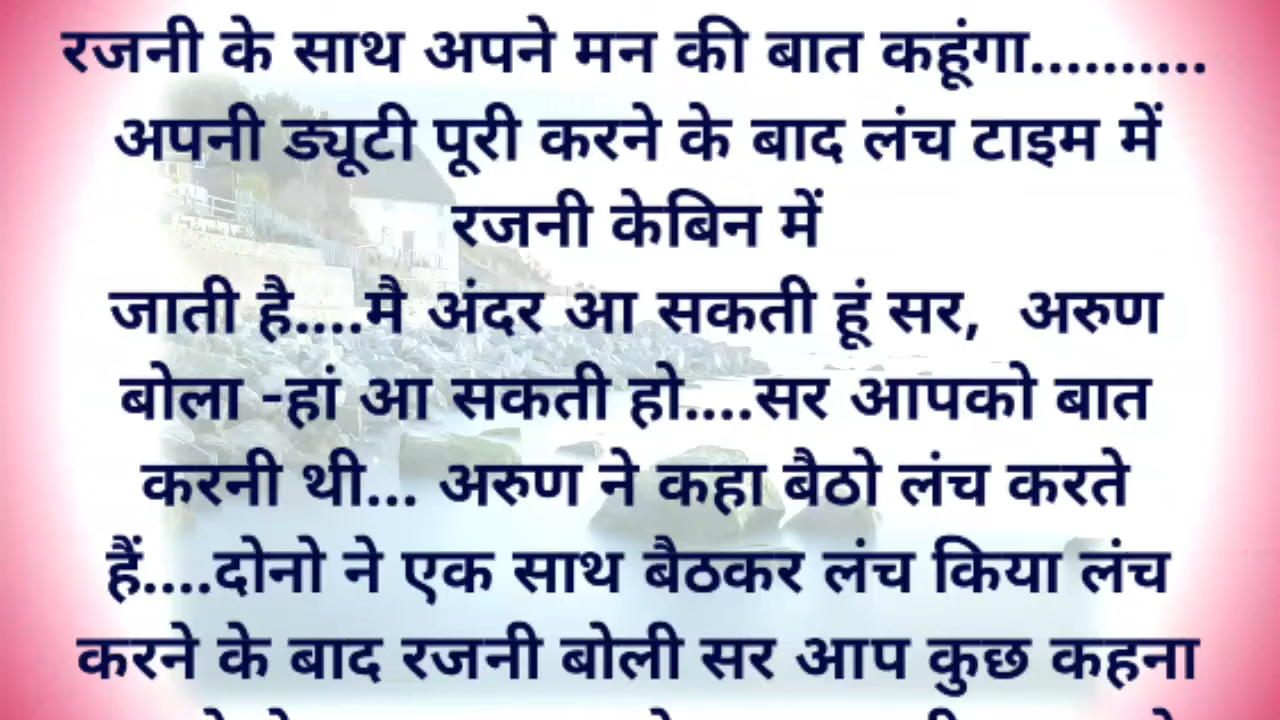 रजनी के साथ अपने मन की बात कहूंगा..........
अपनी ड्यूटी पूरी करने के बाद लंच टाइम में
रजनी केबिन में
जाती है....मै अंदर आ सकती हूं सर, अरुण
बोला -हां आ सकती हो....सर आपको बात
करनी थी... अरुण ने कहा बैठो लंच करते
हैं....दोनो ने एक साथ बैठकर लंच किया लंच
करने के बाद रजनी बोली सर आप कुछ कहना